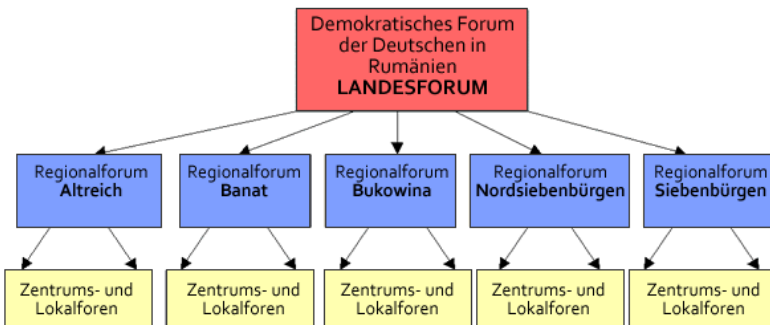 Demokratisches Forum
der Deutschen in
Rumänien
LANDESFORUM
Regionalforum
Altreich
Regionalforum
Banat
Regionalforum
Bukowina
Regionalforum
Nordsiebenbürgen
Regionalforum
Siebenbürgen
Zentrums- und
Lokalforen
Zentrums- und
Lokalforen
Zentrums- und
Lokalforen
Zentrums- und
Lokalforen
Zentrums- und
Lokalforen